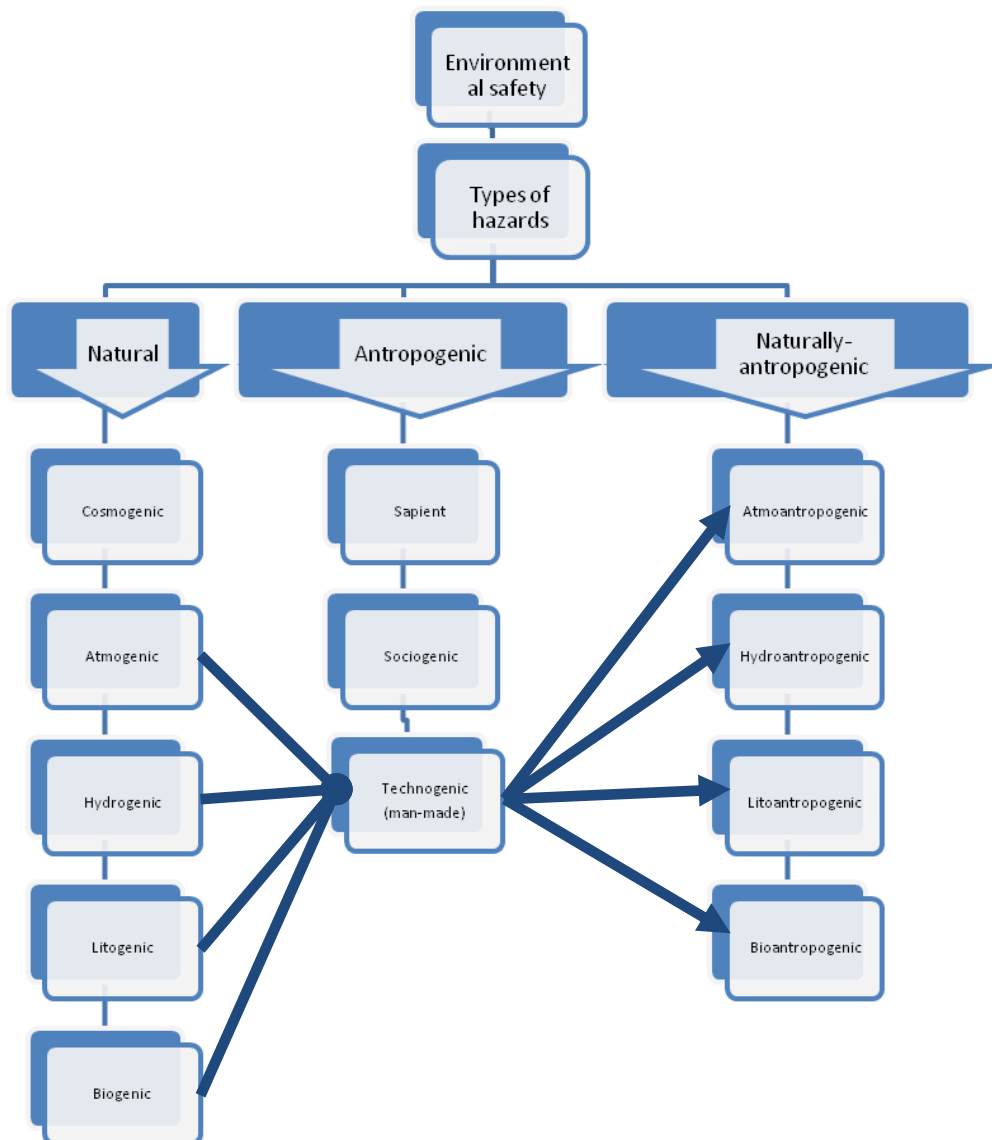 Environment
al safety
Types of
hazards
Natural
Antropogenic
Naturally-
antropogenic
Cosmogenic
Sapient
Atmoantropogenic
Atmogenic
Sociogenic
Hydroantropogenic
Hydrogenic
Technogenic
(man-made)
Litoantropogenic
Litogenic
Bioantropogenic
Biogenic